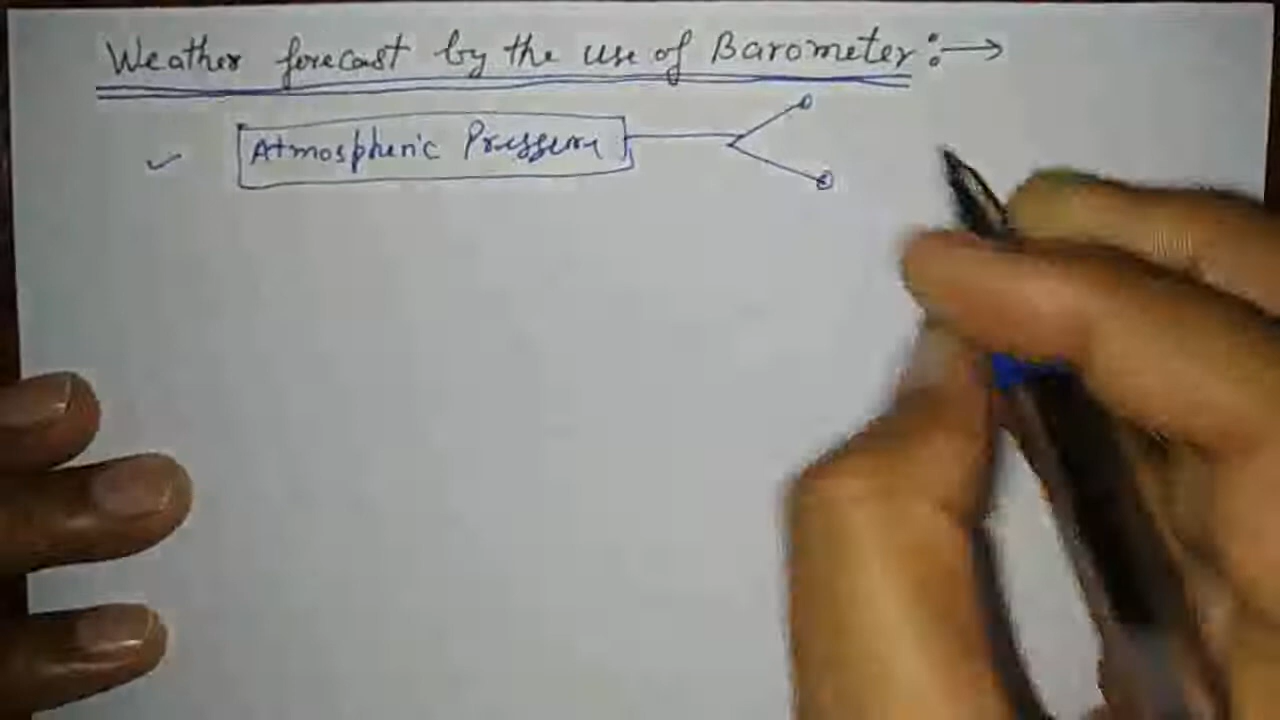 Weather forecast by the use of Barometer :→
✓ Atmospheric Pressure